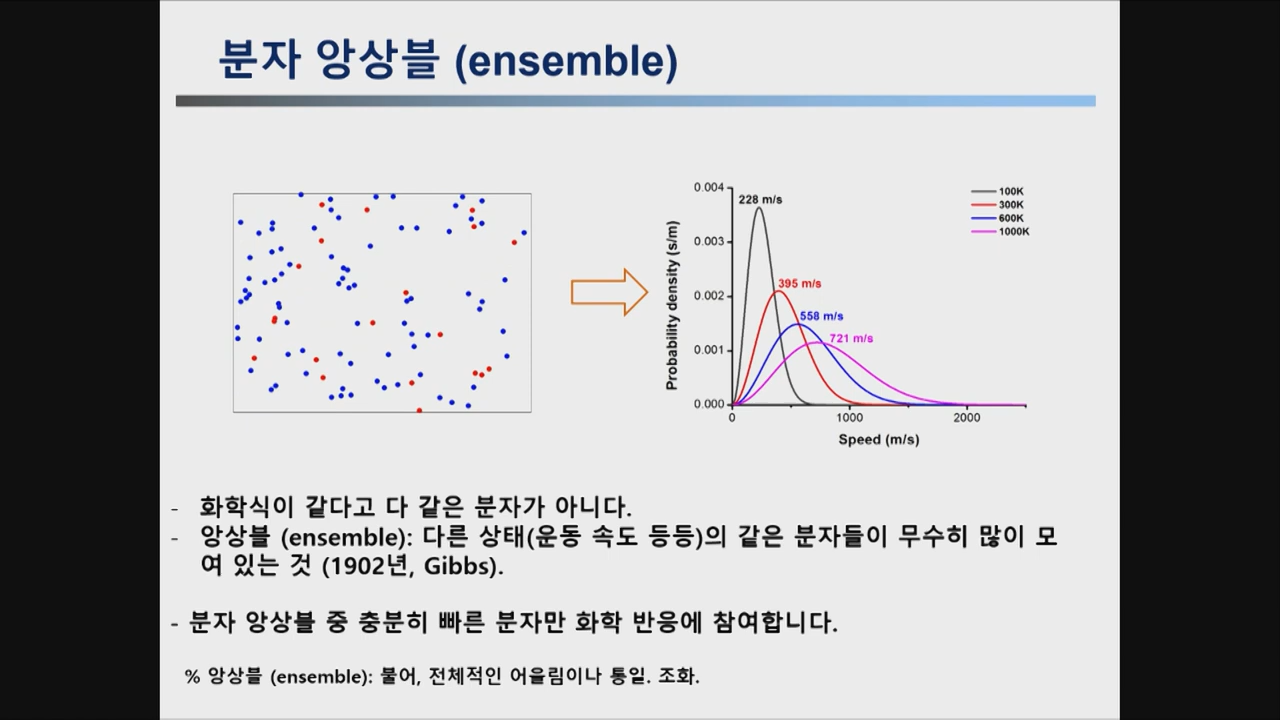 분자 앙상블 (ensemble)
0.004
0.003
0.002
0.001
0.000
Probability density (s/m)
228 m/s
395 m/s
558 m/s
721 m/s
100K
300K
600K
1000K
0
1000
2000
Speed (m/s)
- 화학식이 같다고 다 같은 분자가 아니다.
- 앙상블 (ensemble): 다른 상태(운동 속도 등등)의 같은 분자들이 무수히 많이 모
여 있는 것 (1902년, Gibbs).
- 분자 앙상블 중 충분히 빠른 분자만 화학 반응에 참여합니다.
% 앙상블 (ensemble): 불어, 전체적인 어울림이나 통일. 조화.